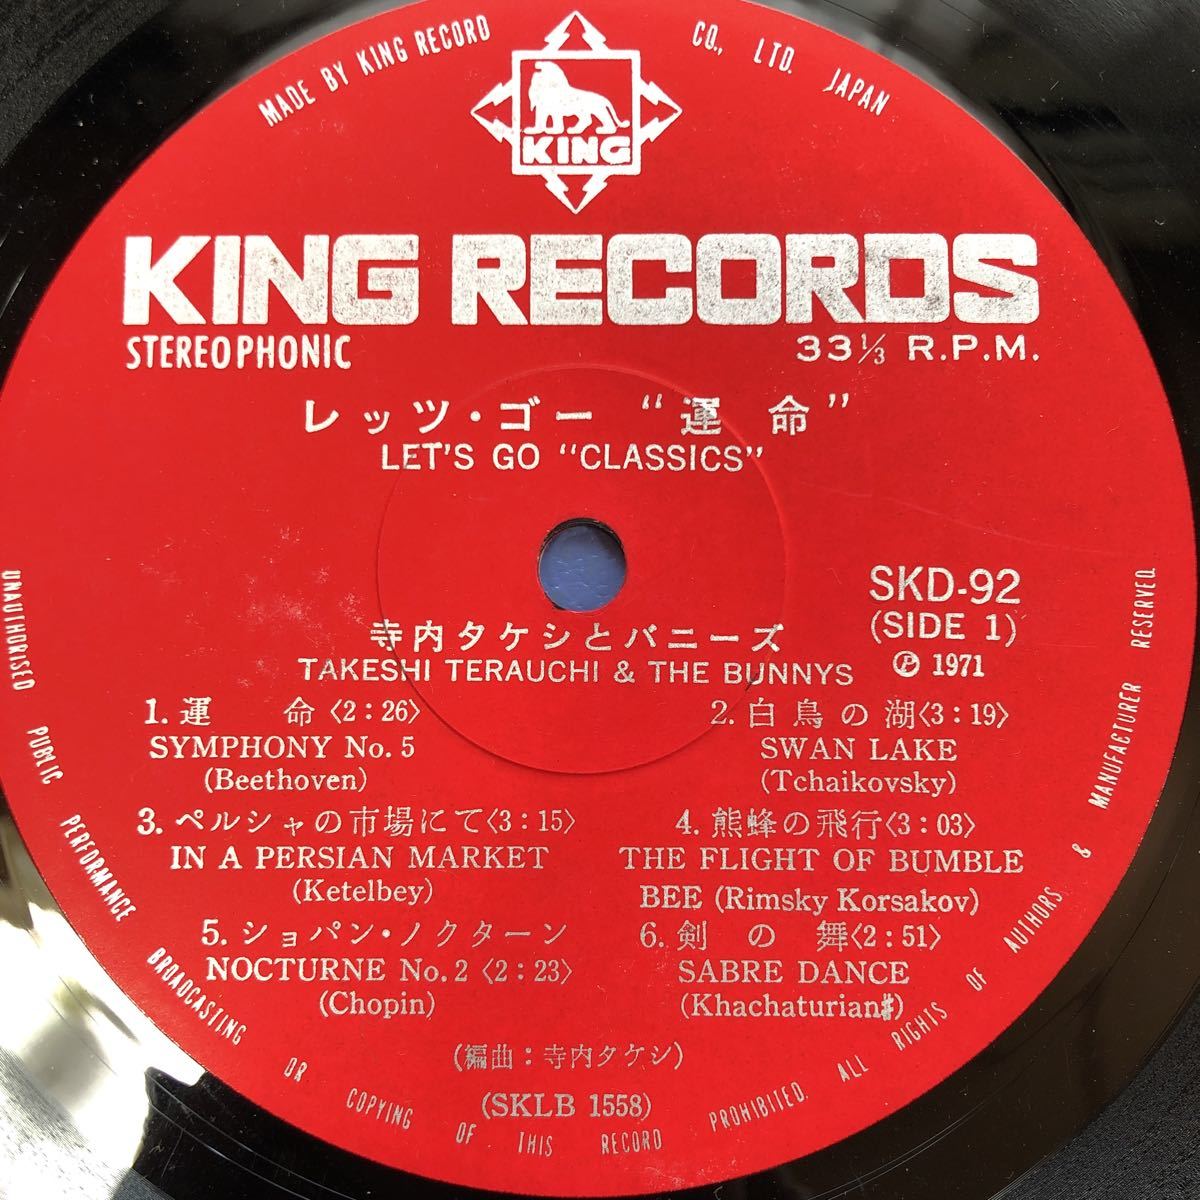 MADE BY KING RECORD CO., LTD. JAPAN
KING
KING RECORDS
STEREOPHONIC
33 1/3 R.P.M.
レッツ・ゴー “運 命”
LET'S GO “CLASSICS”
SKD-92
(SIDE 1)
Ⓟ 1971
寺内タケシとバニーズ
TAKESHI TERAUCHI & THE BUNNYS
1. 運 命〈2:26〉
SYMPHONY No. 5
(Beethoven)
2. 白鳥の湖〈3:19〉
SWAN LAKE
(Tchaikovsky)
3. ペルシャの市場にて〈3:15〉
IN A PERSIAN MARKET
(Ketelbey)
4. 熊蜂の飛行〈3:03〉
THE FLIGHT OF BUMBLE
BEE (Rimsky Korsakov)
5. ショパン・ノクターン
NOCTURNE No. 2〈2:23〉
(Chopin)
6. 剣の舞〈2:51〉
SABRE DANCE
(Khachaturian#)
(編曲：寺内タケシ)
(SKLB 1558)
UNAUTHORISED PUBLIC PERFORMANCE BROADCASTING OR COPYING OF THIS RECORD PROHIBITED. ALL RIGHTS OF AUTHORS & MANUFACTURER RESERVED.